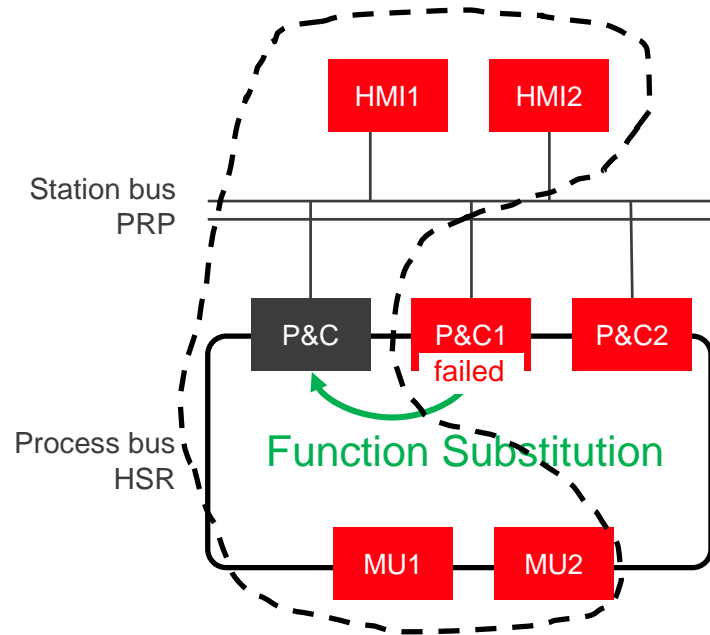 HMI1
HMI2
Station bus
PRP
P&C
P&C1
failed
P&C2
Function Substitution
Process bus
HSR
MU1
MU2